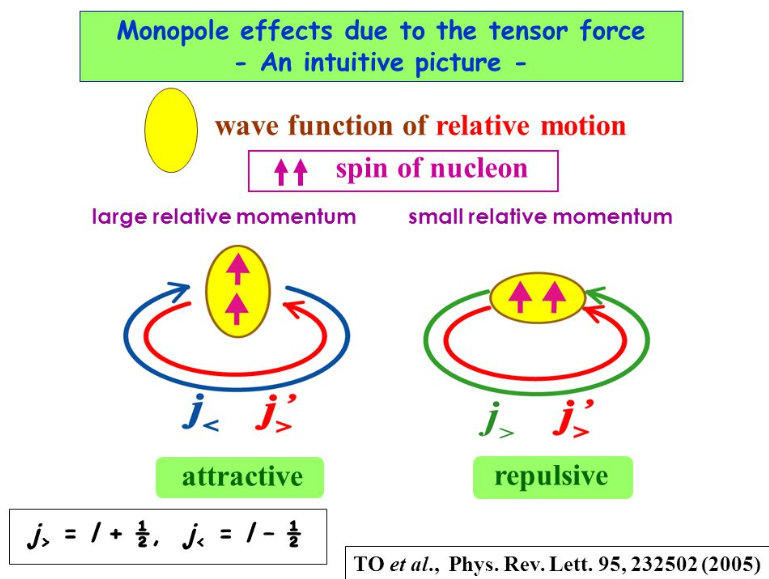 Monopole effects due to the tensor force
- An intuitive picture -
wave function of relative motion
spin of nucleon
large relative momentum small relative momentum
j< j>’ j> j>’
attractive repulsive
j> = l + ½, j< = l – ½
TO et al., Phys. Rev. Lett. 95, 232502 (2005)